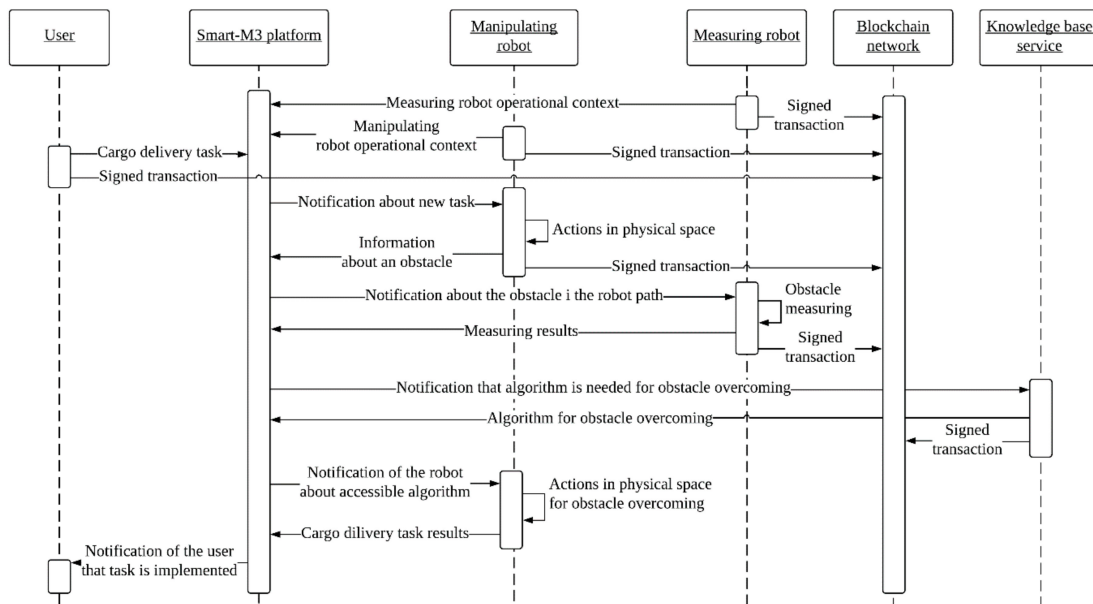 User
Smart-M3 platform
Manipulating
robot
Measuring robot
Blockchain
network
Knowledge base
service
Measuring robot operational context
Signed
transaction
Manipulating
robot operational context
Signed transaction
Cargo delivery task
Signed transaction
Notification about new task
Actions in physical space
Information
about an obstacle
Signed transaction
Notification about the obstacle i the robot path
Obstacle
measuring
Measuring results
Signed
transaction
Notification that algorithm is needed for obstacle overcoming
Algorithm for obstacle overcoming
Signed
transaction
Notification of the robot
about accessible algorithm
Actions in physical space
for obstacle overcoming
Cargo dilivery task results
Notification of the user
that task is implemented